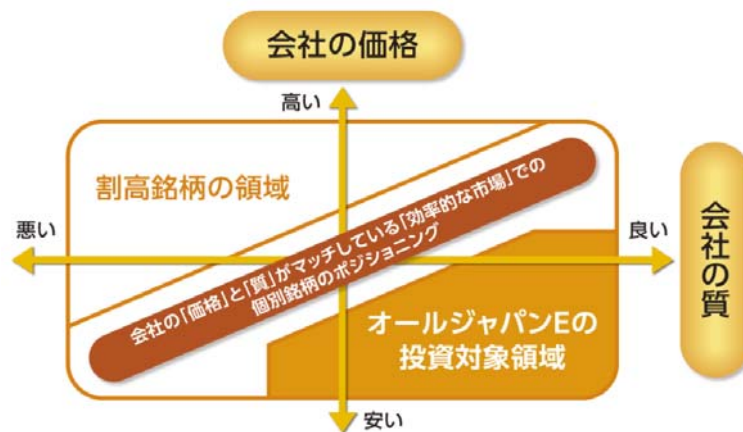 会社の価格
高い
割高銘柄の領域
会社の「価格」と「質」がマッチしている「効率的な市場」での
個別銘柄のポジショニング
悪い
良い
会社の質
オールジャパンEの
投資対象領域
安い